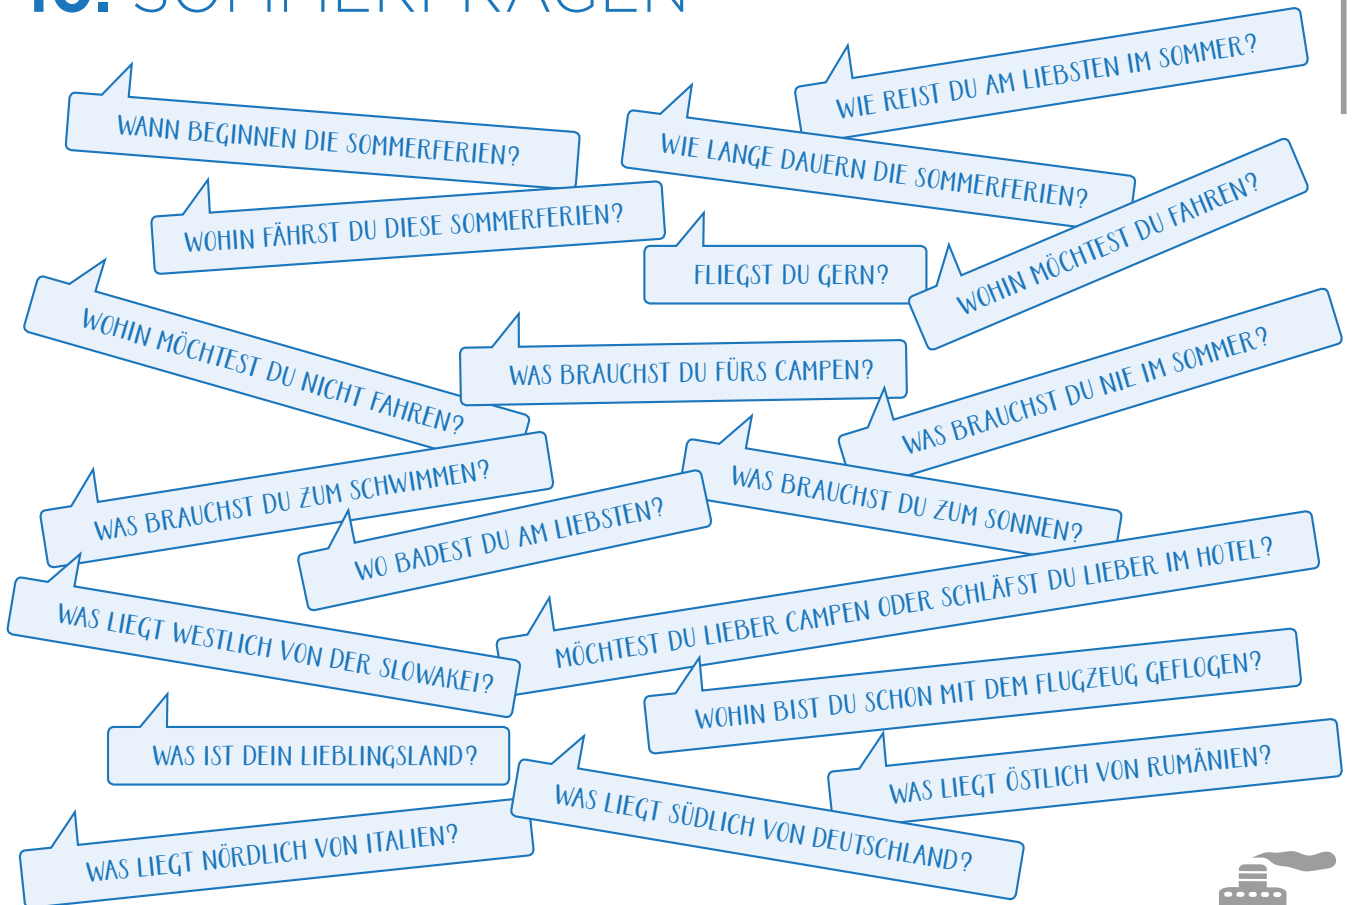 10. SOMMERFRAGEN
WIE REIST DU AM LIEBSTEN IM SOMMER?
WANN BEGINNEN DIE SOMMERFERIEN?
WIE LANGE DAUERN DIE SOMMERFERIEN?
WOHIN FÄHRST DU DIESE SOMMERFERIEN?
WOHIN MÖCHTEST DU FAHREN?
FLIEGST DU GERN?
WOHIN MÖCHTEST DU NICHT FAHREN?
WAS BRAUCHST DU FÜRS CAMPEN?
WAS BRAUCHST DU NIE IM SOMMER?
WAS BRAUCHST DU ZUM SCHWIMMEN?
WAS BRAUCHST DU ZUM SONNEN?
WO BADEST DU AM LIEBSTEN?
MÖCHTEST DU LIEBER CAMPEN ODER SCHLÄFST DU LIEBER IM HOTEL?
WAS LIEGT WESTLICH VON DER SLOWAKEI?
WOHIN BIST DU SCHON MIT DEM FLUGZEUG GEFLOGEN?
WAS IST DEIN LIEBLINGSLAND?
WAS LIEGT ÖSTLICH VON RUMÄNIEN?
WAS LIEGT SÜDLICH VON DEUTSCHLAND?
WAS LIEGT NÖRDLICH VON ITALIEN?